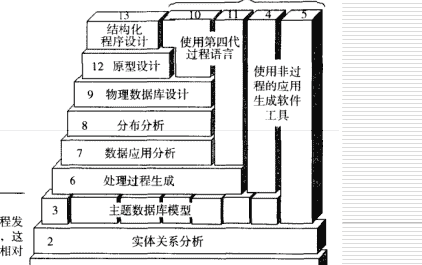 13 10 11 4 5
结构化
程序设计
使用第四代
过程语言
12 原型设计
使用非过
程的应用
生成软件
工具
9 物理数据库设计
8 分布分析
7 数据应用分析
6 处理过程生成
3 主题数据库模型
2 实体关系分析
程发
、这
相对